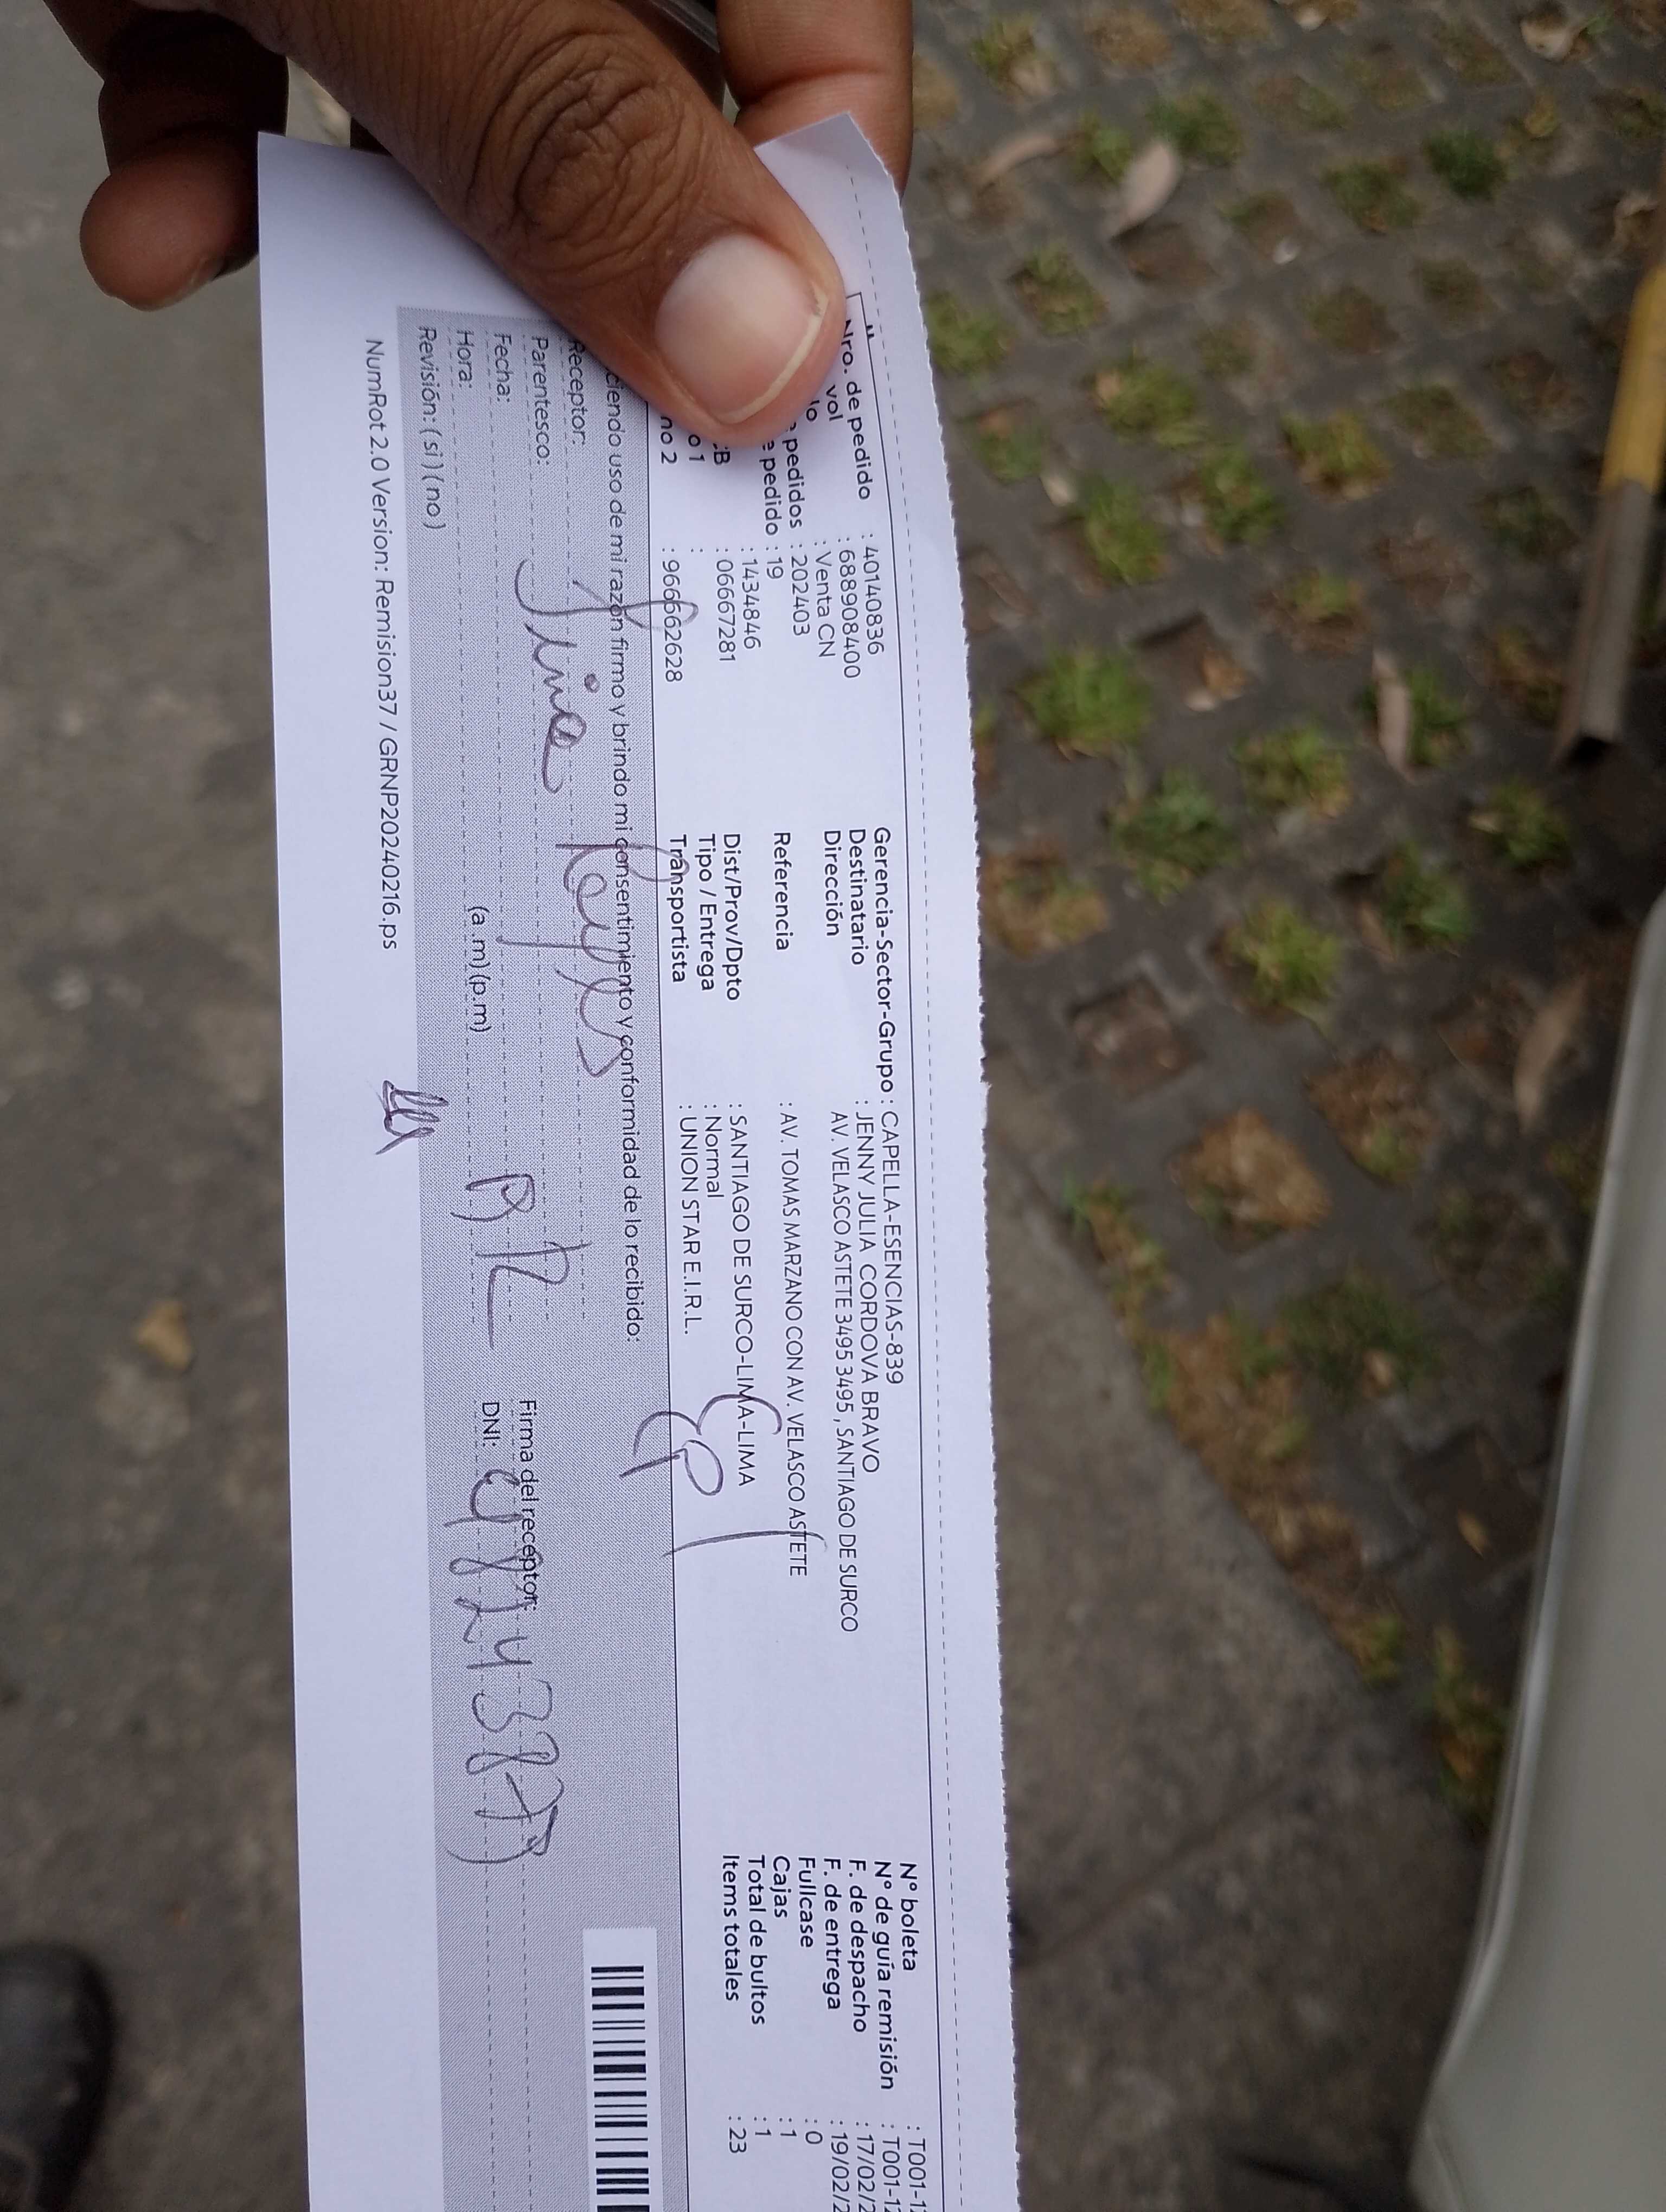 Nro. de pedido : 40140836
vol : 688908400
: Venta CN
pedidos : 202403
e pedido : 19
: 1434846
CB : 06667281
o 1 :
no 2 : 966662628
Gerencia-Sector-Grupo : CAPELLA-ESENCIAS-839
Destinatario : JENNY JULIA CORDOVA BRAVO
Dirección AV. VELASCO ASTETE 3495 3495, SANTIAGO DE SURCO
Referencia : AV. TOMAS MARZANO CON AV. VELASCO ASTETE
Dist/Prov/Dpto : SANTIAGO DE SURCO-LIMA-LIMA
Tipo / Entrega : Normal
Transportista : UNION STAR E.I.R.L.
N° boleta : T001-1
N° de guía remisión : T001-1
F. de despacho : 17/02/2
F. de entrega : 19/02/2
Fullcase : 0
Cajas : 1
Total de bultos : 1
Items totales : 23
ciendo uso de mi razón firmo y brindo mi consentimiento y conformidad de lo recibido:
Receptor:
Parentesco:
Fecha:
Hora: (a .m) (p.m)
Revisión: (si) (no)
Reyes
Firma del receptor:
DNI:
NumRot 2.0 Version: Remision37 / GRNP20240216.ps